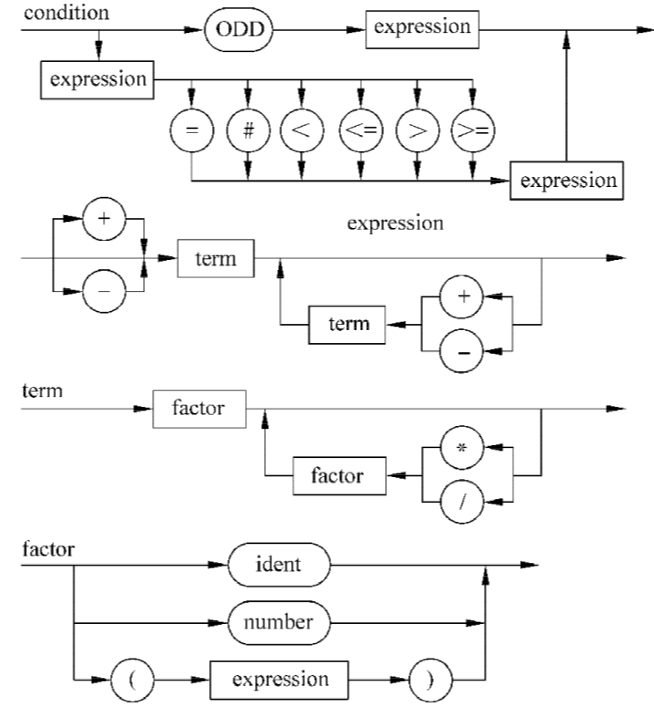 condition
ODD expression
expression
= # < <= > >=
expression
+
expression
term
−
+
term
−
term
factor
*
factor
/
factor
ident
number
( expression )